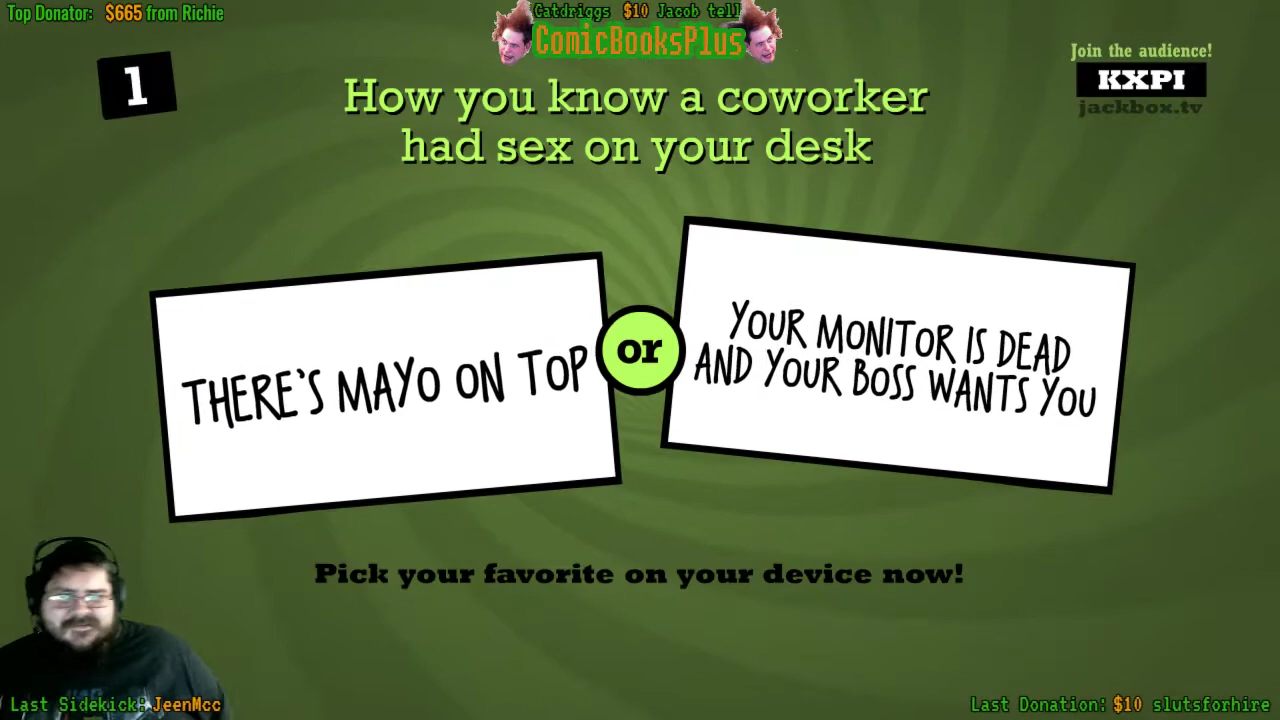 Top Donator: $665 from Richie
Catdriggs $10 Jacob tell
ComicBooksPlus
Join the audience!
KXPI
jackbox.tv
1
How you know a coworker
had sex on your desk
THERE'S MAYO ON TOP
or
YOUR MONITOR IS DEAD
AND YOUR BOSS WANTS YOU
Pick your favorite on your device now!
Last Sidekick: JeenMcc
Last Donation: $10 slutsforhire